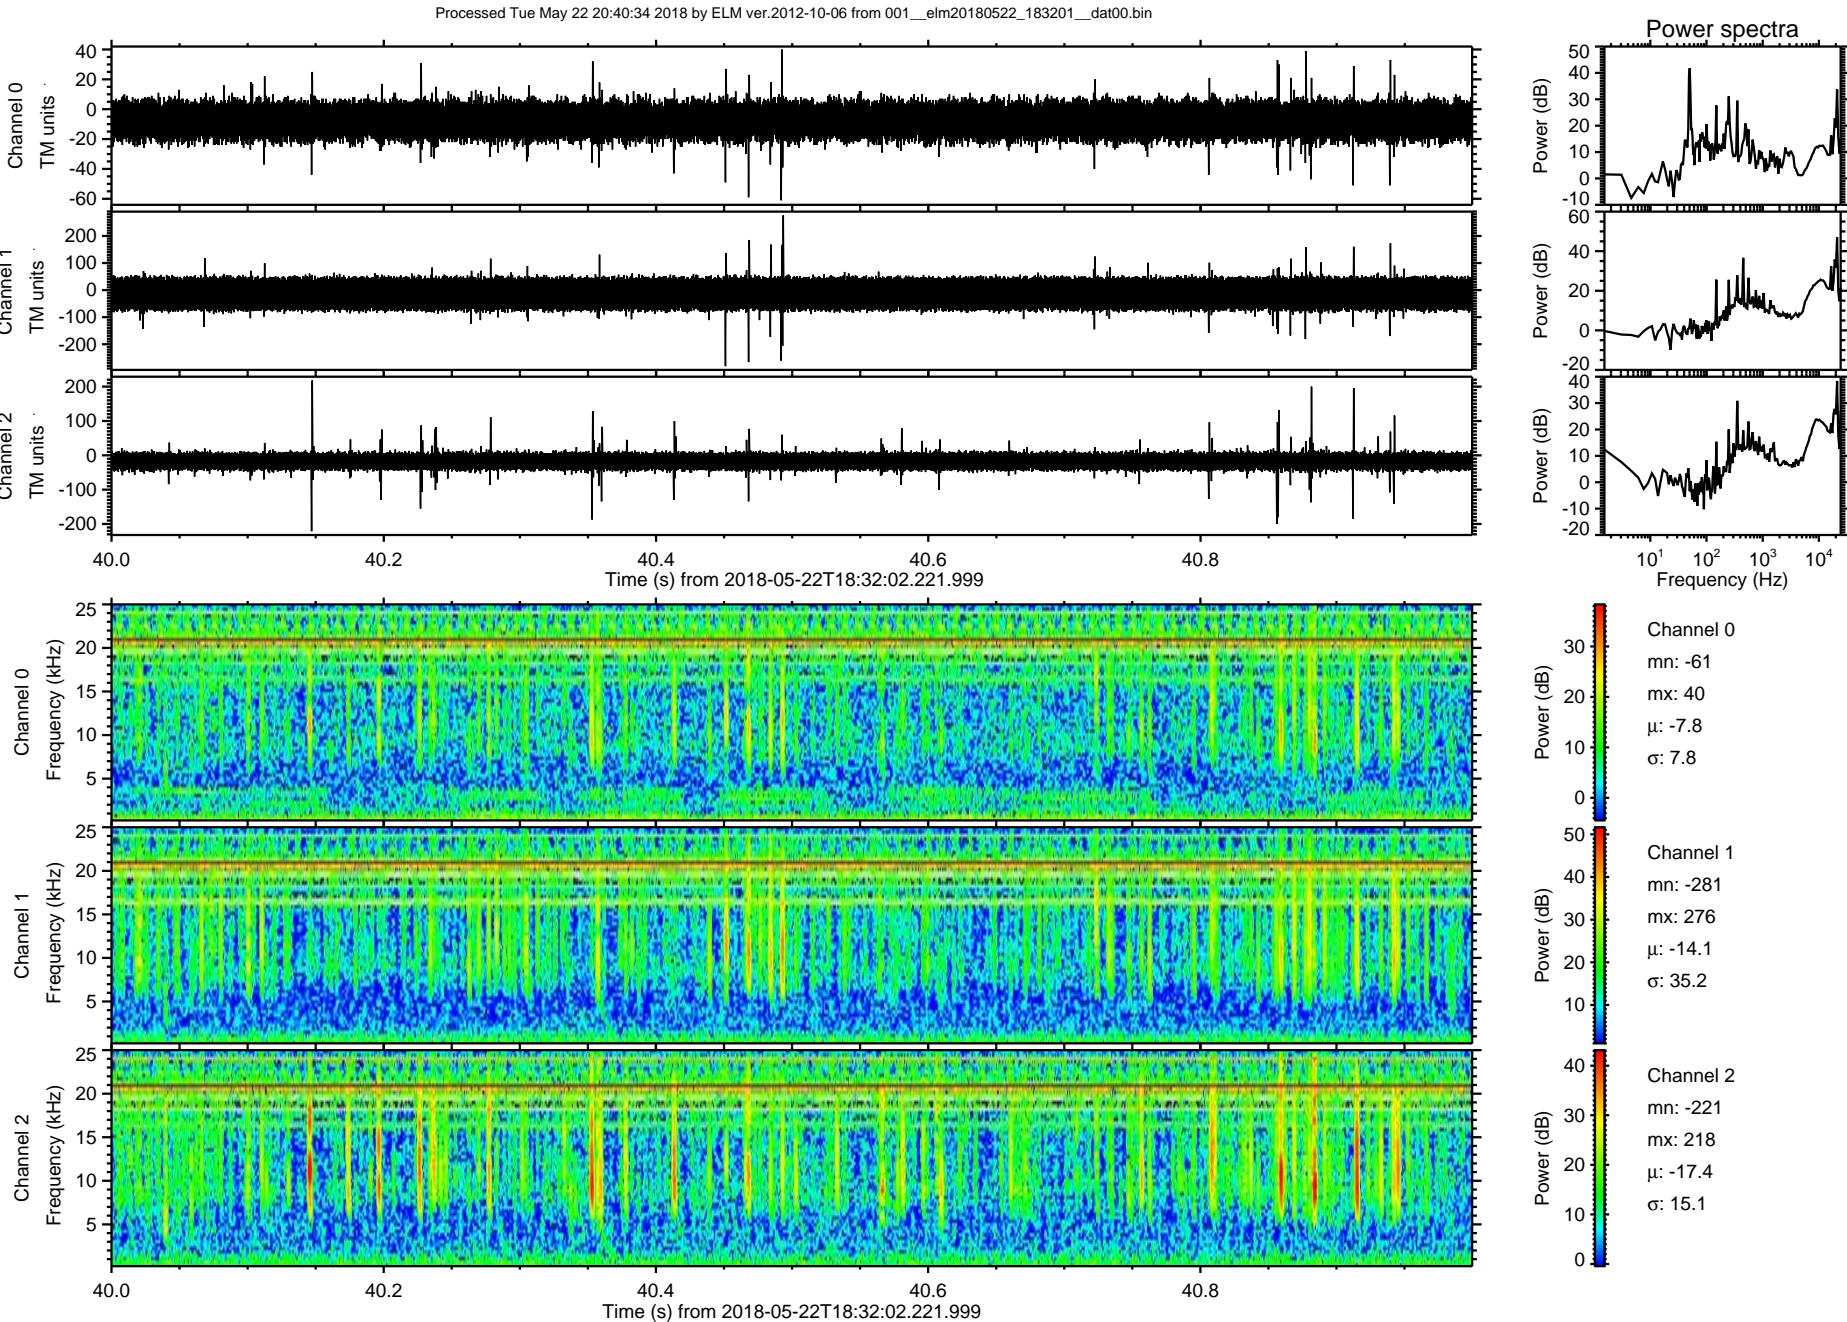 Processed Tue May 22 20:40:34 2018 by ELM ver.2012-10-06 from 001__elm20180522_183201__dat00.bin
Power spectra
Channel 0
TM units
40
20
0
-20
-40
-60
Power (dB)
50
40
30
20
10
0
-10
Channel 1
TM units
200
100
0
-100
-200
Power (dB)
60
40
20
0
-20
Channel 2
TM units
200
100
0
-100
-200
Power (dB)
40
30
20
10
0
-10
-20
40.0 40.2 40.4 40.6 40.8
Time (s) from 2018-05-22T18:32:02.221.999
10^1 10^2 10^3 10^4
Frequency (Hz)
Channel 0
Frequency (kHz)
25
20
15
10
5
Power (dB)
30
20
10
0
Channel 0
mn: -61
mx: 40
μ: -7.8
σ: 7.8
Channel 1
Frequency (kHz)
25
20
15
10
5
Power (dB)
50
40
30
20
10
Channel 1
mn: -281
mx: 276
μ: -14.1
σ: 35.2
Channel 2
Frequency (kHz)
25
20
15
10
5
Power (dB)
40
30
20
10
0
Channel 2
mn: -221
mx: 218
μ: -17.4
σ: 15.1
40.0 40.2 40.4 40.6 40.8
Time (s) from 2018-05-22T18:32:02.221.999